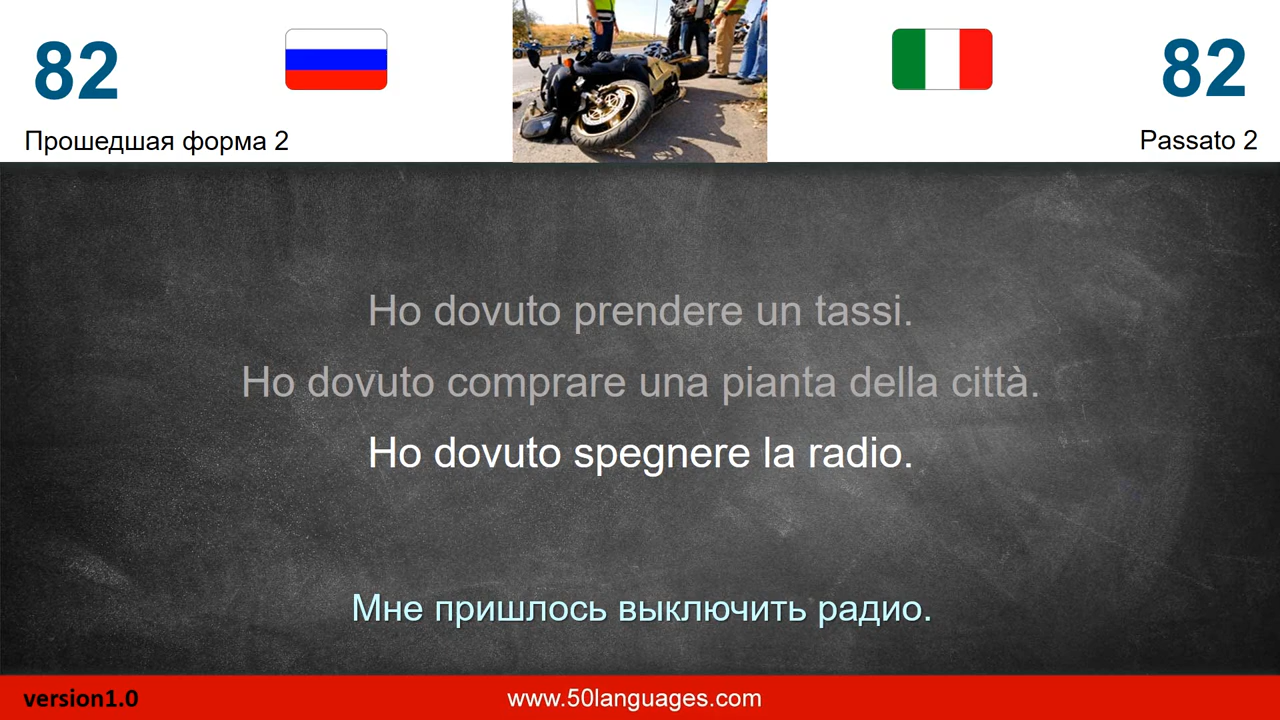 82
82
Прошедшая форма 2
Passato 2
Ho dovuto prendere un tassi.
Ho dovuto comprare una pianta della città.
Ho dovuto spegnere la radio.
Мне пришлось выключить радио.
version1.0
www.50languages.com